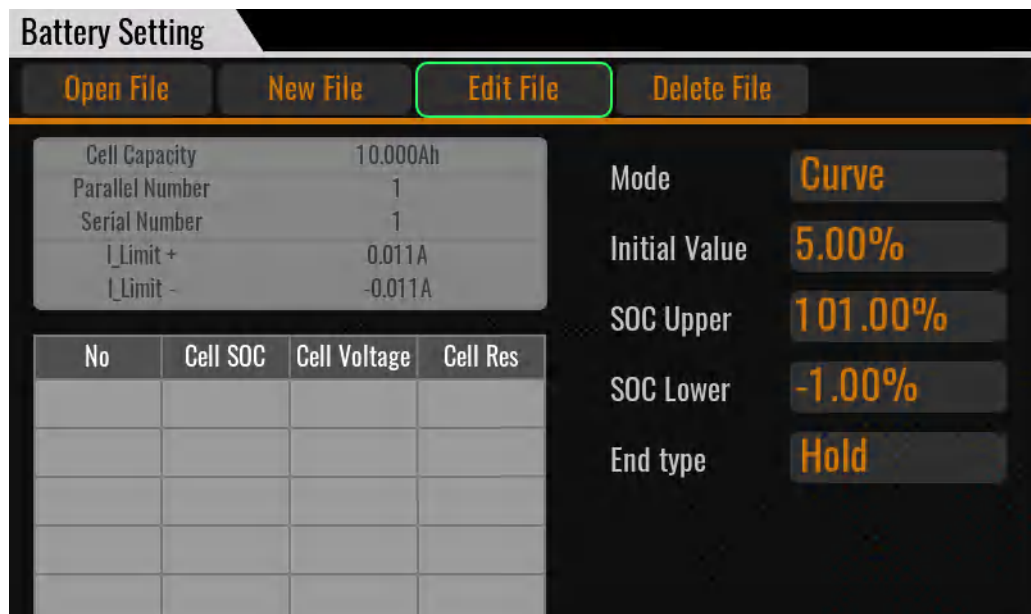 Battery Setting
Open File New File Edit File Delete File
Cell Capacity 10.000Ah
Parallel Number 1
Serial Number 1
I_Limit + 0.011A
I_Limit - -0.011A
No Cell SOC Cell Voltage Cell Res
Mode Curve
Initial Value 5.00%
SOC Upper 101.00%
SOC Lower -1.00%
End type Hold